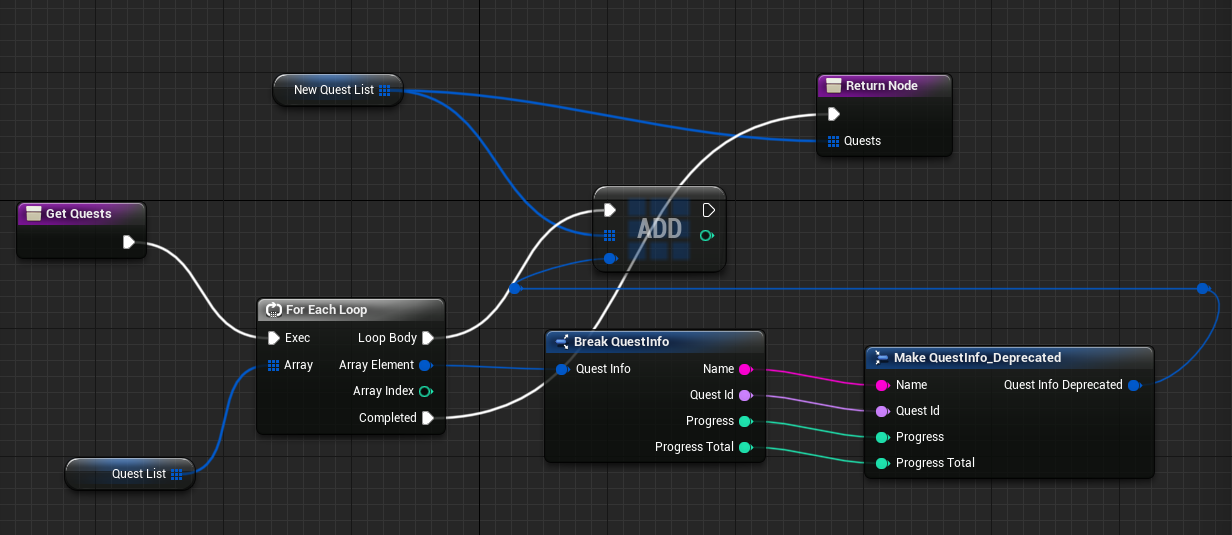 New Quest List
Return Node
Quests
Get Quests
ADD
For Each Loop
Exec
Loop Body
Array
Array Element
Array Index
Completed
Quest List
Break QuestInfo
Quest Info
Name
Quest Id
Progress
Progress Total
Make QuestInfo_Deprecated
Name
Quest Info Deprecated
Quest Id
Progress
Progress Total